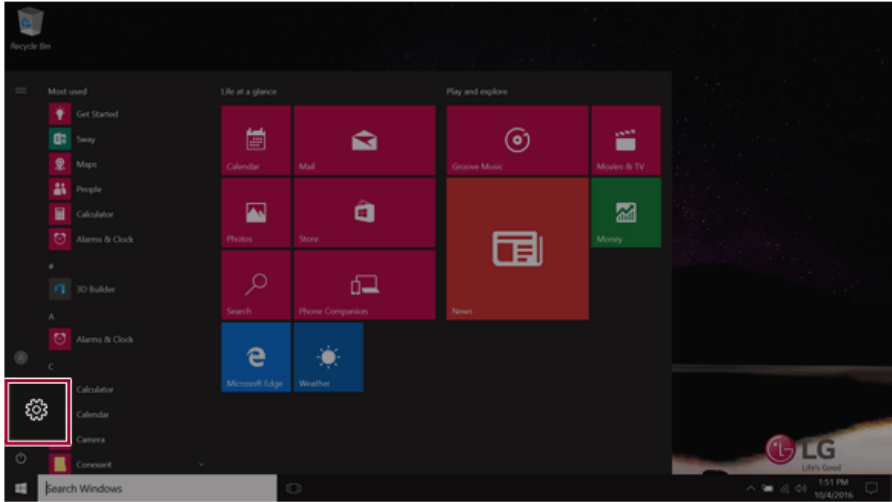 Recycle Bin
Most used
Get Started
Sway
Maps
People
Calculator
Alarms & Clock
#
3D Builder
A
Alarms & Clock
C
Calculator
Calendar
Camera
Conexant
Life at a glance
Calendar
Mail
Photos
Store
Search
Phone Companion
Microsoft Edge
Weather
Play and explore
Groove Music
Movies & TV
News
Money
LG
Life's Good
Search Windows
1:51 PM
10/4/2016